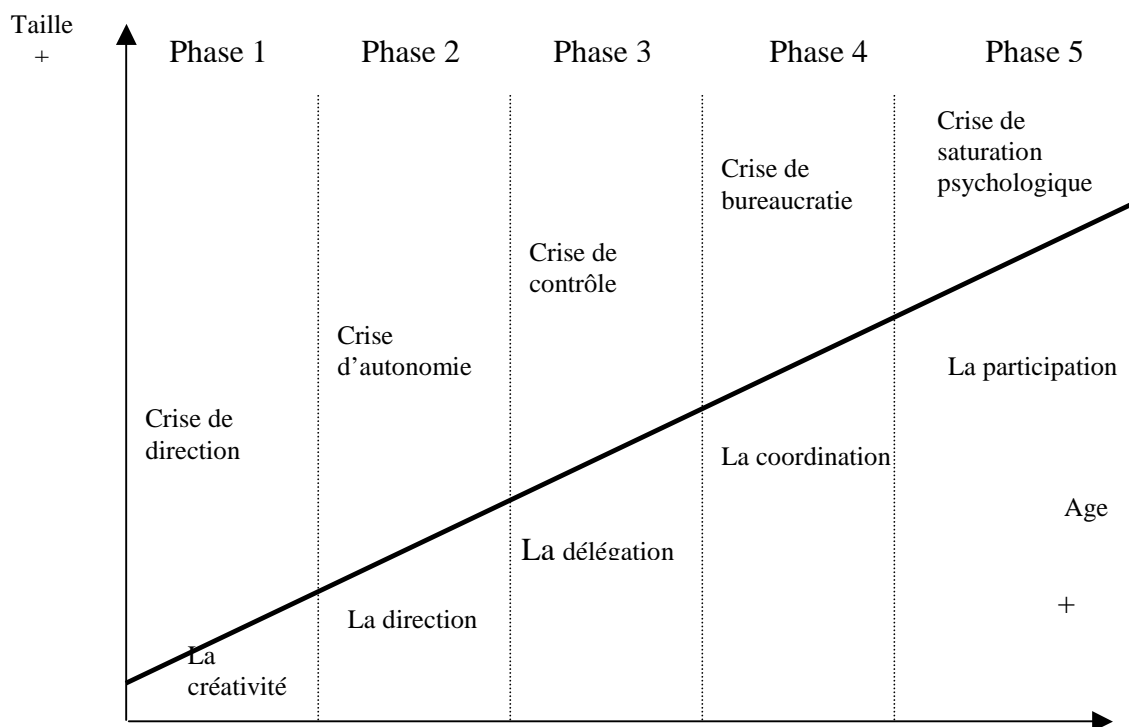 Taille
+
Phase 1
Phase 2
Phase 3
Phase 4
Phase 5
Crise de
saturation
psychologique
Crise de
bureaucratie
Crise de
contrôle
Crise
d’autonomie
Crise de
direction
La participation
La coordination
Age
La délégation
+
La direction
La
créativité